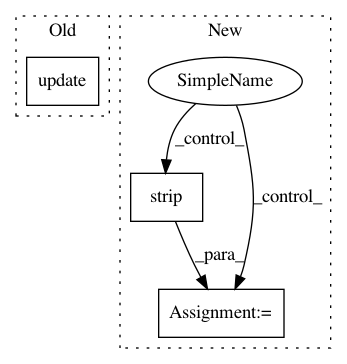 Old
New
update
SimpleName
_control_
strip
_control_
_para_
Assignment:=